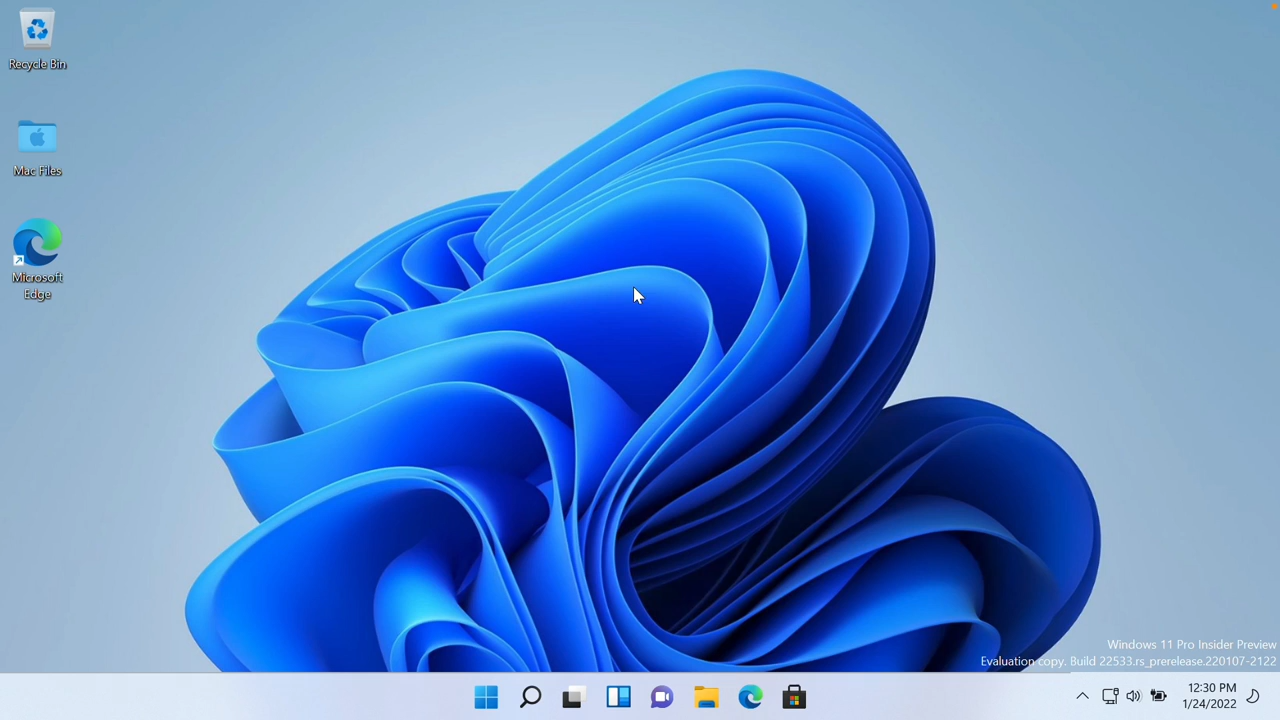 Recycle Bin
Mac Files
Microsoft
Edge
Windows 11 Pro Insider Preview
Evaluation copy. Build 22533.rs_prerelease.220107-2122
12:30 PM
1/24/2022